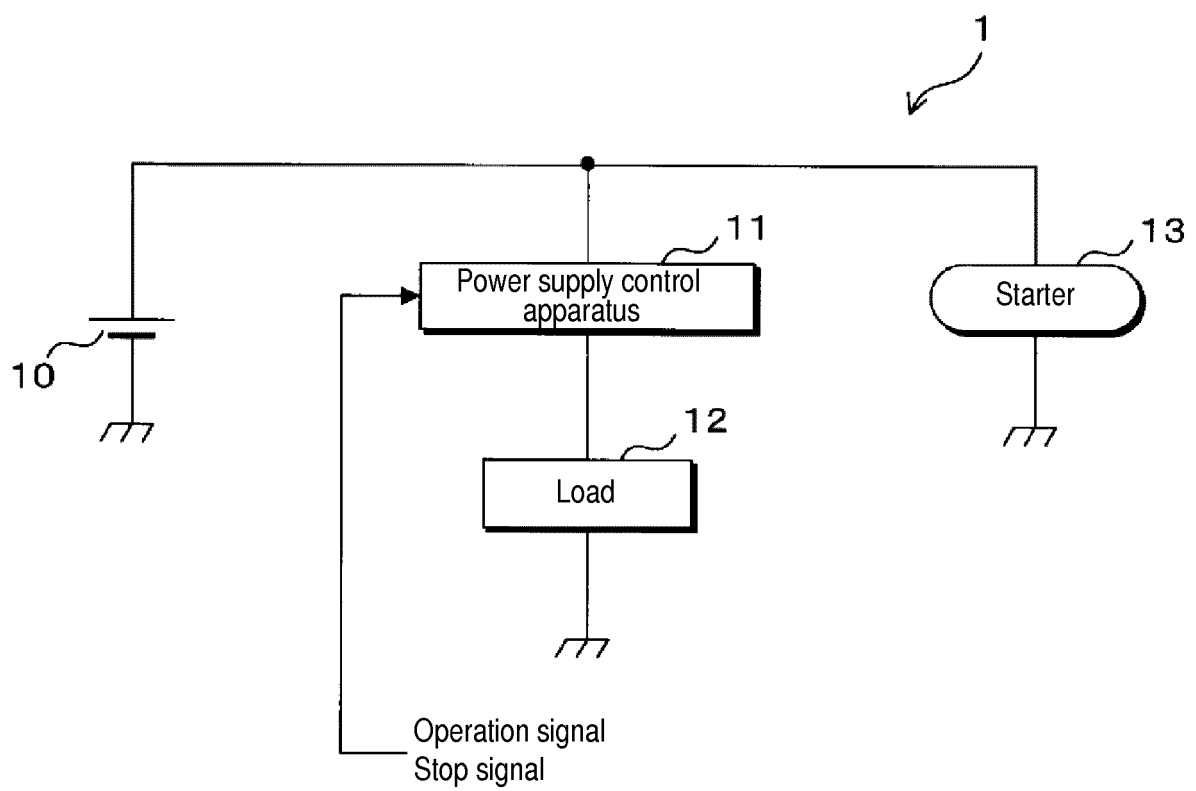 1
11
13
Power supply control
apparatus
Starter
10
12
Load
Operation signal
Stop signal